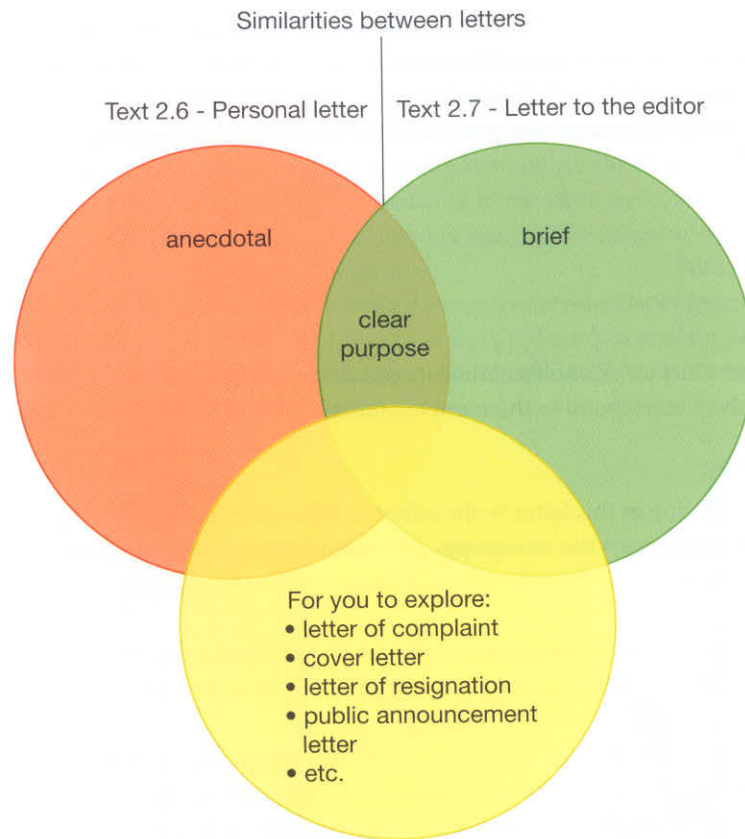 Similarities between letters
Text 2.6 - Personal letter
Text 2.7 - Letter to the editor
anecdotal
brief
clear
purpose
For you to explore:
• letter of complaint
• cover letter
• letter of resignation
• public announcement
letter
• etc.